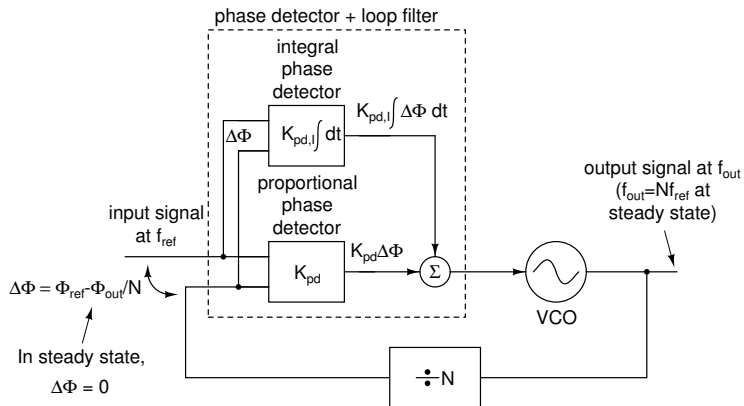 phase detector + loop filter
integral
phase
detector
K_pd,I∫ dt
K_pd,I∫ ΔΦ dt
ΔΦ
proportional
phase
detector
K_pd
K_pdΔΦ
Σ
input signal
at f_ref
ΔΦ = Φ_ref-Φ_out/N
In steady state,
ΔΦ = 0
output signal at f_out
(f_out=Nf_ref at
steady state)
VCO
÷ N